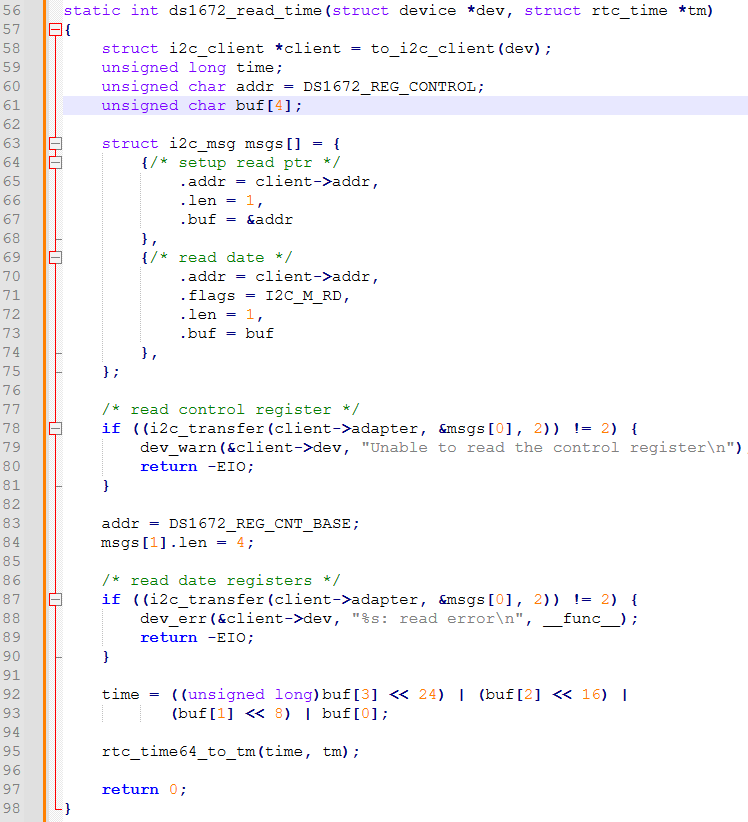 56 static int ds1672_read_time(struct device *dev, struct rtc_time *tm)
57 {
58     struct i2c_client *client = to_i2c_client(dev);
59     unsigned long time;
60     unsigned char addr = DS1672_REG_CONTROL;
61     unsigned char buf[4];
62
63     struct i2c_msg msgs[] = {
64         {/* setup read ptr */
65             .addr = client->addr,
66             .len = 1,
67             .buf = &addr
68         },
69         {/* read date */
70             .addr = client->addr,
71             .flags = I2C_M_RD,
72             .len = 1,
73             .buf = buf
74         },
75     };
76
77     /* read control register */
78     if ((i2c_transfer(client->adapter, &msgs[0], 2)) != 2) {
79         dev_warn(&client->dev, "Unable to read the control register\n")
80         return -EIO;
81     }
82
83     addr = DS1672_REG_CNT_BASE;
84     msgs[1].len = 4;
85
86     /* read date registers */
87     if ((i2c_transfer(client->adapter, &msgs[0], 2)) != 2) {
88         dev_err(&client->dev, "%s: read error\n", __func__);
89         return -EIO;
90     }
91
92     time = ((unsigned long)buf[3] << 24) | (buf[2] << 16) |
93            (buf[1] << 8) | buf[0];
94
95     rtc_time64_to_tm(time, tm);
96
97     return 0;
98 }